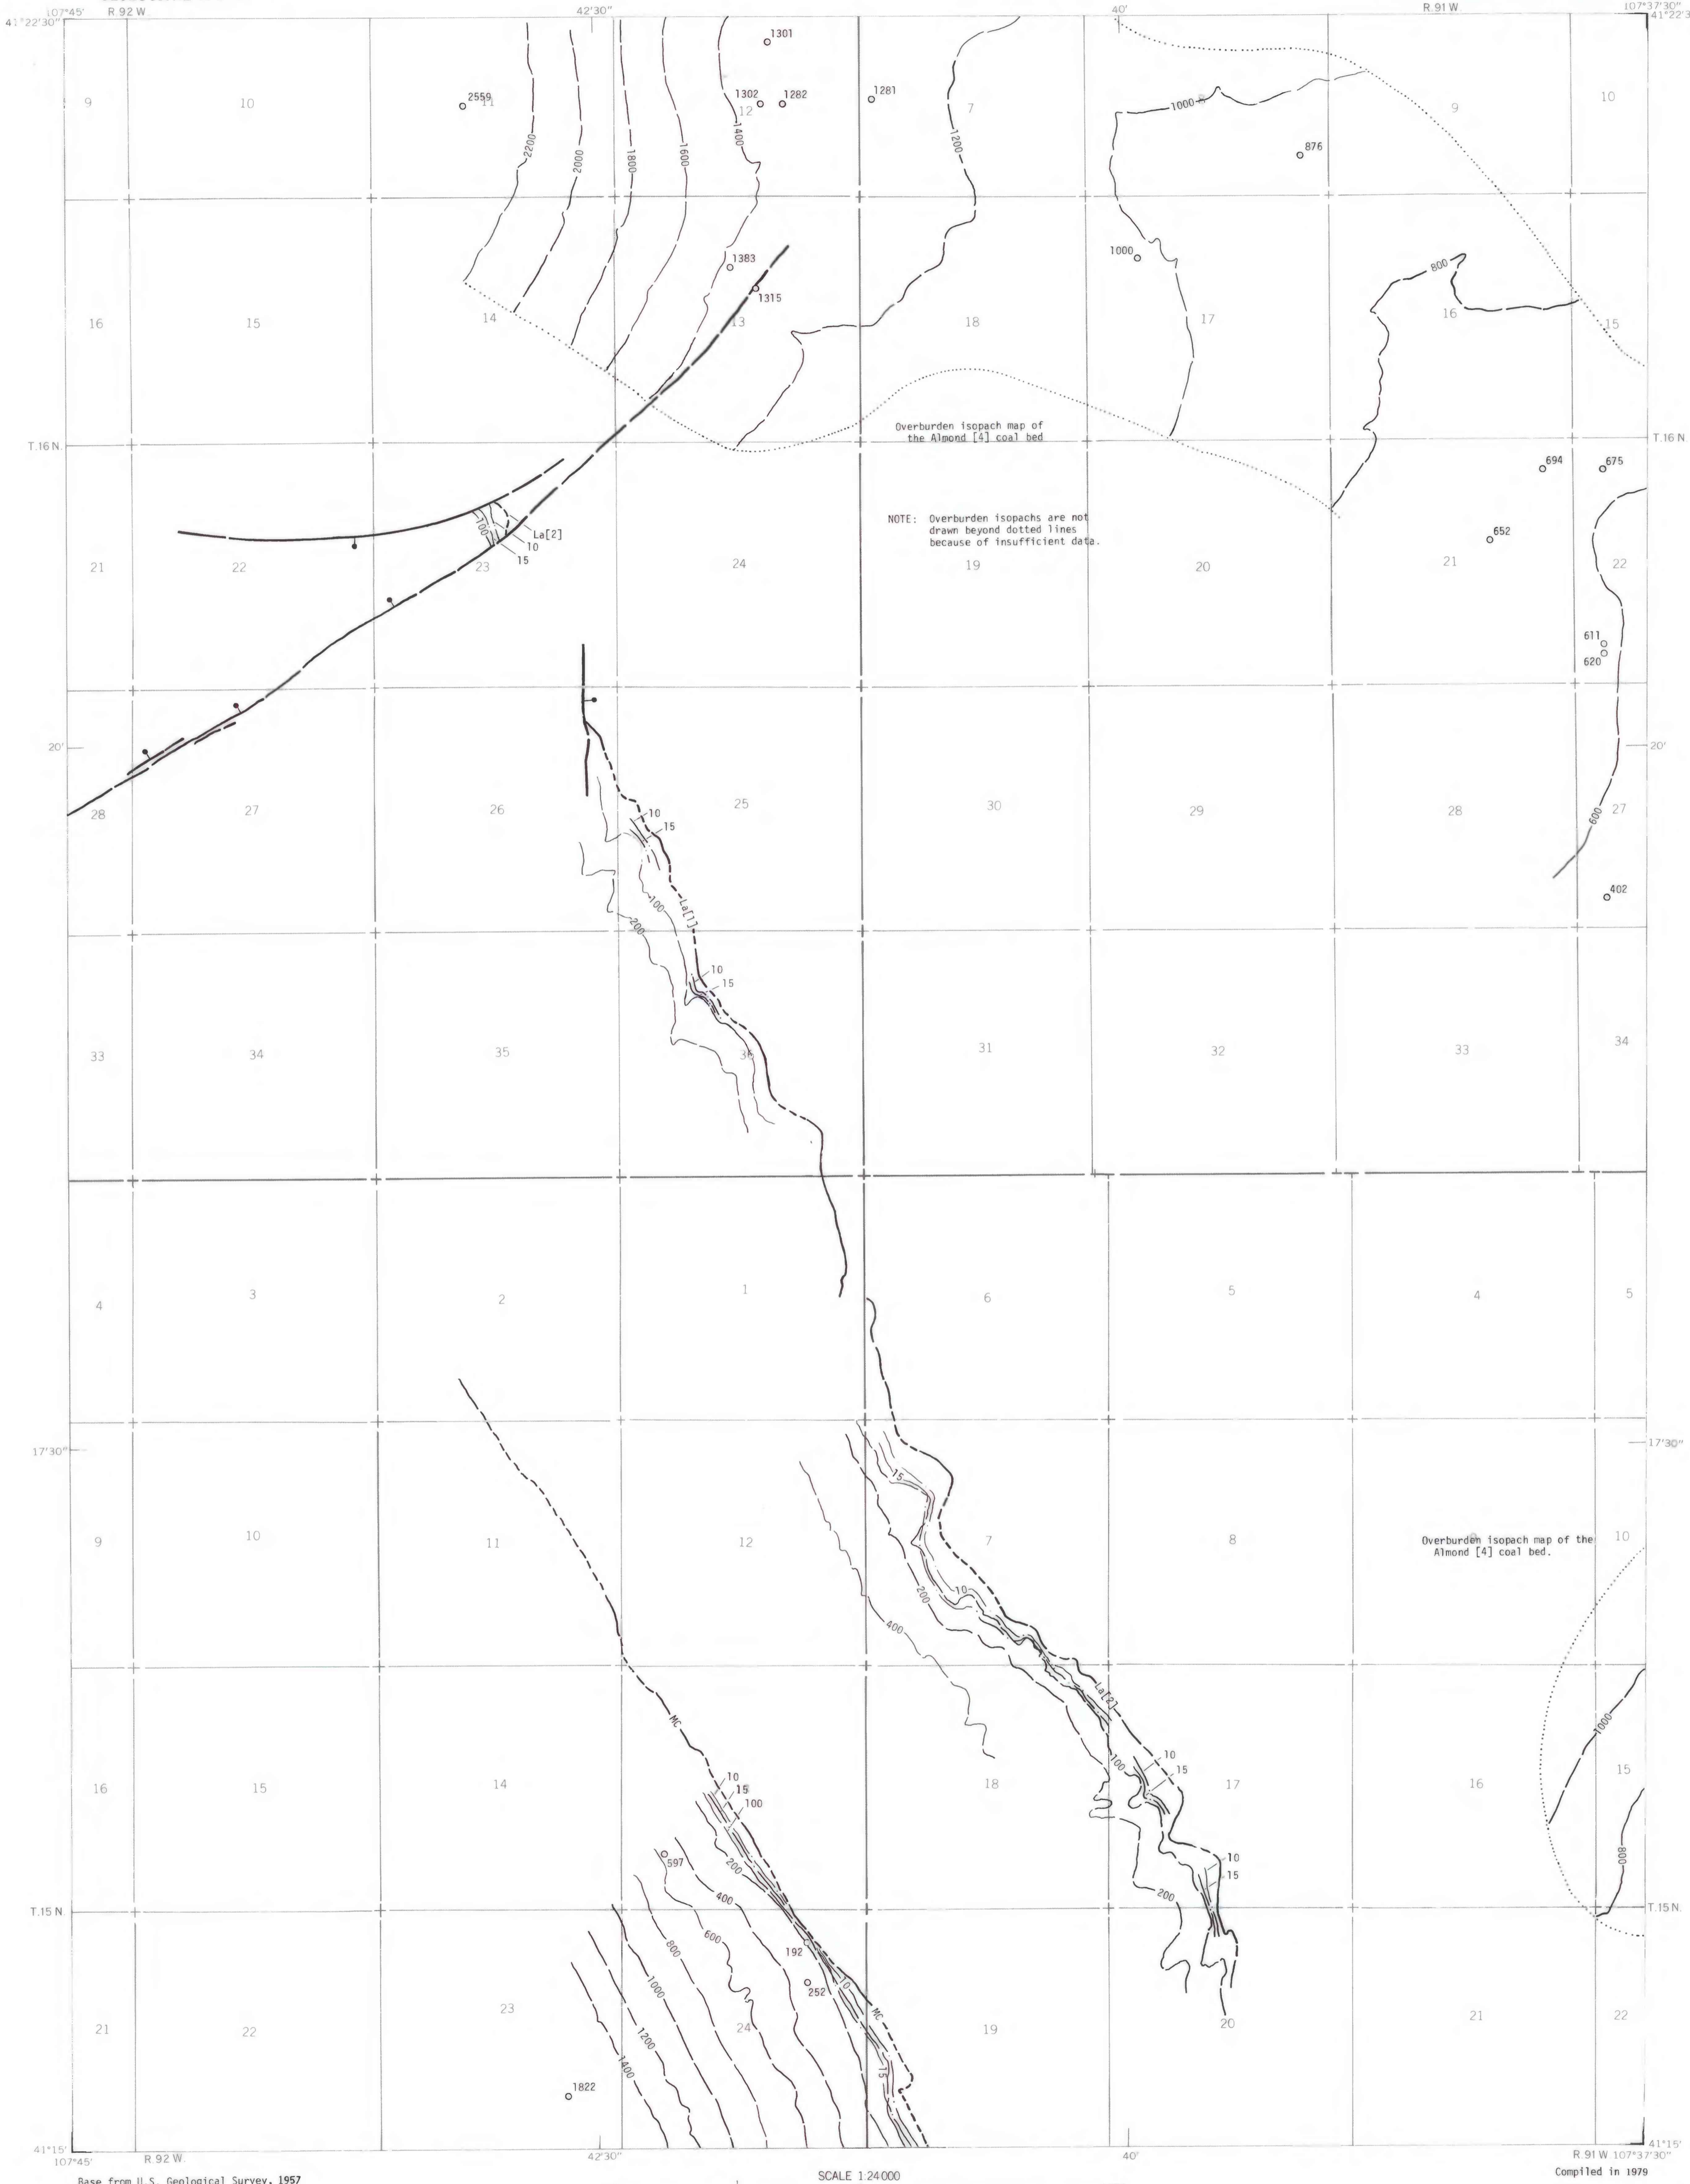 107°45' R.92 W. 42'30" 40' R.91 W 107°37'30"
41°22'30" 41°22'3
1301
9 10 2559 11 1302 12 1282 1281 7 1000 8 9 10
2200 2000 1800 1600 1400 1200 876
1383 1000 800
1315
16 15 14 13 18 17 16 15
Overburden isopach map of
the Almond [4] coal bed
T.16 N. T.16 N.
694 675
NOTE: Overburden isopachs are not
drawn beyond dotted lines
because of insufficient data.
100 La[2] 652
10
15
21 22 23 24 19 20 21 22
611
620
20' 20'
28 27 26 25 30 29 28 27
10 600
15
402
100 La[1]
200
10
15
33 34 35 36 31 32 33 34
4 3 2 1 6 5 4 5
17'30" 17'30"
15
9 10 11 12 7 8 9 10
Overburden isopach map of the
Almond [4] coal bed.
10
200
400
La[2]
MC 1000
100 10
15
16 15 14 18 17 16 15
10
15
100
597 200 800
10
15
400 200
T.15 N. T.15 N.
600
800 192
1000 252 10 MC
21 22 23 24 19 20 21 22
1200
1400 15
1822
41°15' 41°15'
107°45' R.92 W. 42'30" 40' R.91 W. 107°37'30"
SCALE 1:24 000
Base from U.S. Geological Survey, 1957 Compiled in 1979